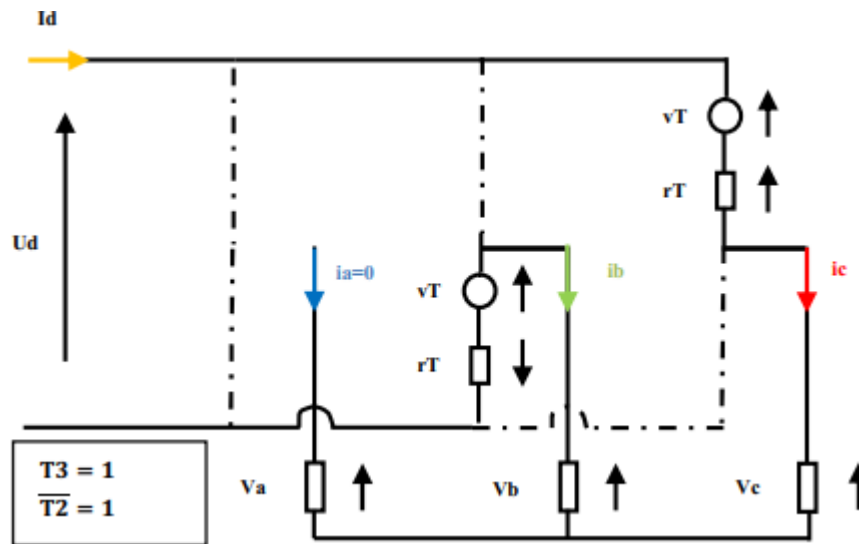 Id
vT
rT
Ud
ia=0
vT
ib
ic
rT
T3 = 1
T2̅ = 1
Va
Vb
Vc